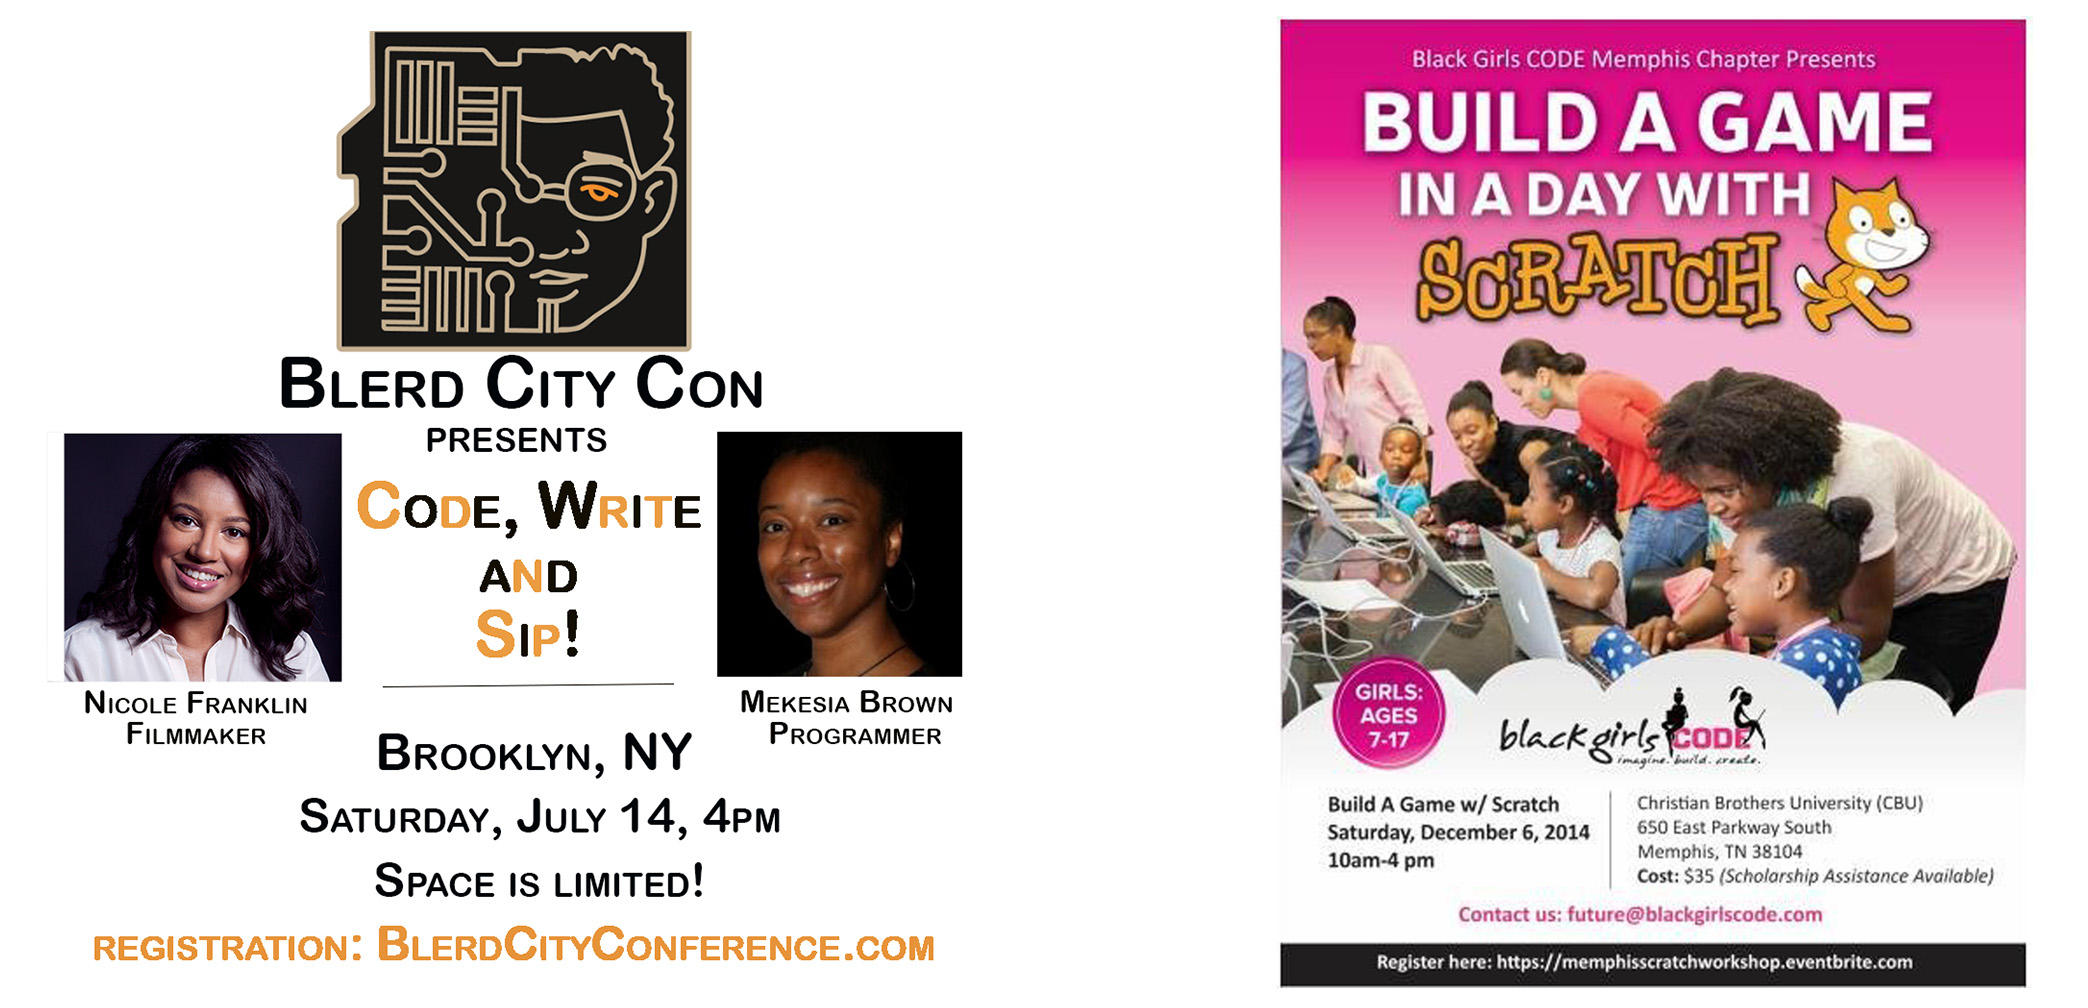 BLERD CITY CON
PRESENTS
CODE, WRITE
AND
SIP!
NICOLE FRANKLIN
FILMMAKER
MEKESIA BROWN
PROGRAMMER
BROOKLYN, NY
SATURDAY, JULY 14, 4PM
SPACE IS LIMITED!
REGISTRATION: BLERDCITYCONFERENCE.COM
Black Girls CODE Memphis Chapter Presents
BUILD A GAME
IN A DAY WITH
SCRATCH
GIRLS:
AGES
7-17
black girls CODE
imagine. build. create.
Build A Game w/ Scratch
Saturday, December 6, 2014
10am-4 pm
Christian Brothers University (CBU)
650 East Parkway South
Memphis, TN 38104
Cost: $35 (Scholarship Assistance Available)
Contact us: future@blackgirlscode.com
Register here: https://memphisscratchworkshop.eventbrite.com